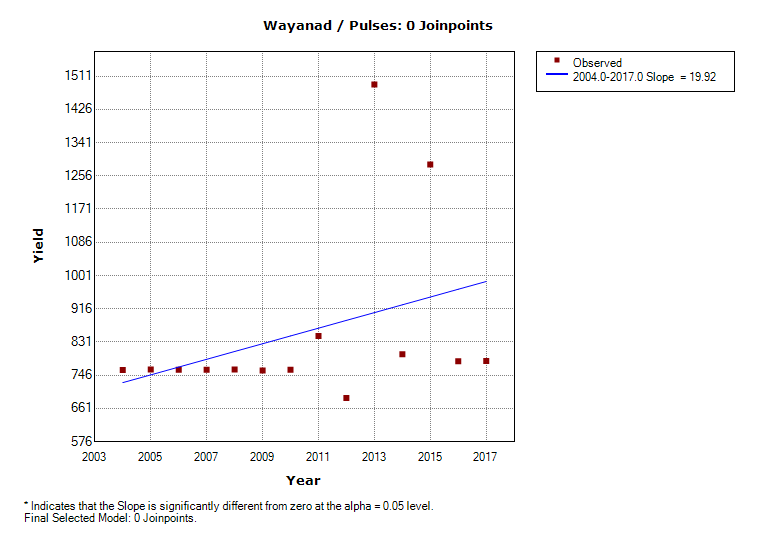 Wayanad / Pulses: 0 Joinpoints
Observed
2004.0-2017.0 Slope = 19.92
Yield
1511
1426
1341
1256
1171
1086
1001
916
831
746
661
576
2003 2005 2007 2009 2011 2013 2015 2017
Year
* Indicates that the Slope is significantly different from zero at the alpha = 0.05 level.
Final Selected Model: 0 Joinpoints.